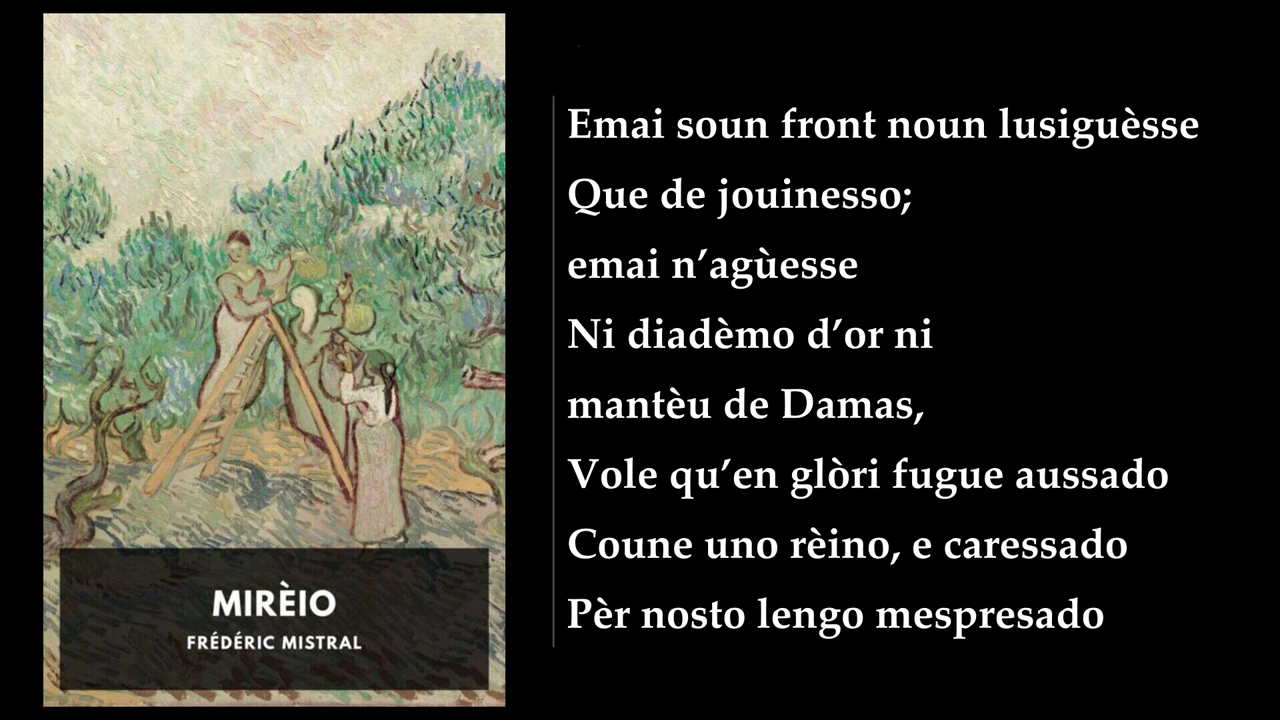 MIRÈIO
FRÉDÉRIC MISTRAL
Emai soun front noun lusiguèsse
Que de jouinesso;
emai n’agùesse
Ni diadèmo d’or ni
mantèu de Damas,
Vole qu’en glòri fugue aussado
Coune uno rèino, e caressado
Pèr nosto lengo mespresado